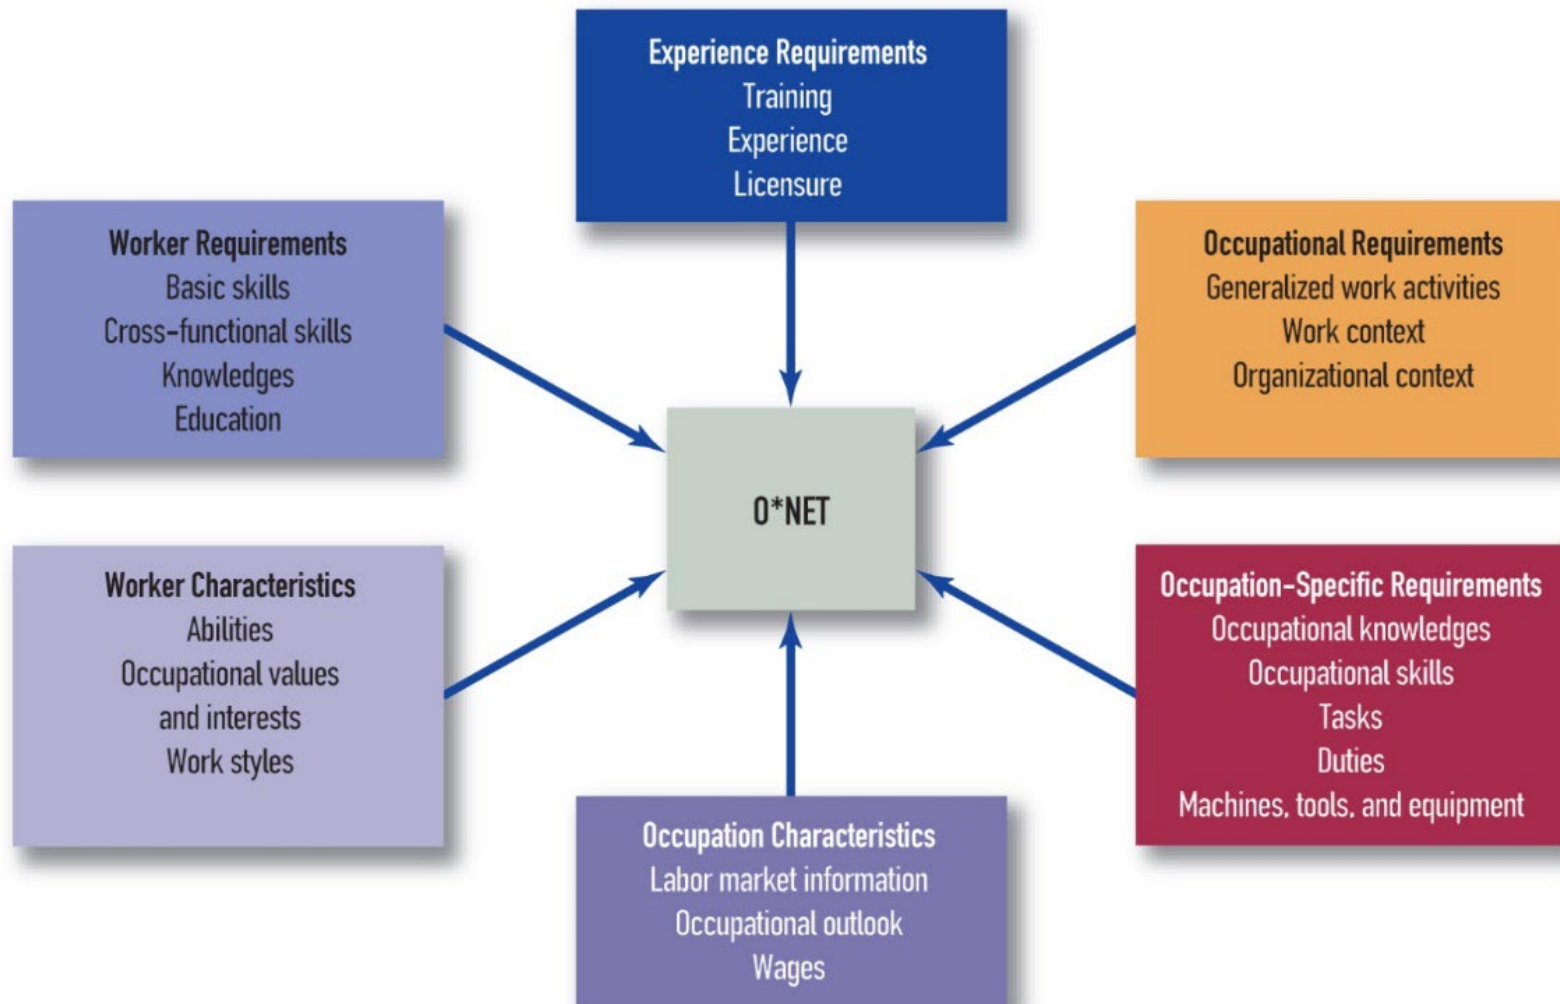 Experience Requirements
Training
Experience
Licensure
Worker Requirements
Basic skills
Cross-functional skills
Knowledges
Education
Occupational Requirements
Generalized work activities
Work context
Organizational context
O*NET
Worker Characteristics
Abilities
Occupational values
and interests
Work styles
Occupation-Specific Requirements
Occupational knowledges
Occupational skills
Tasks
Duties
Machines, tools, and equipment
Occupation Characteristics
Labor market information
Occupational outlook
Wages